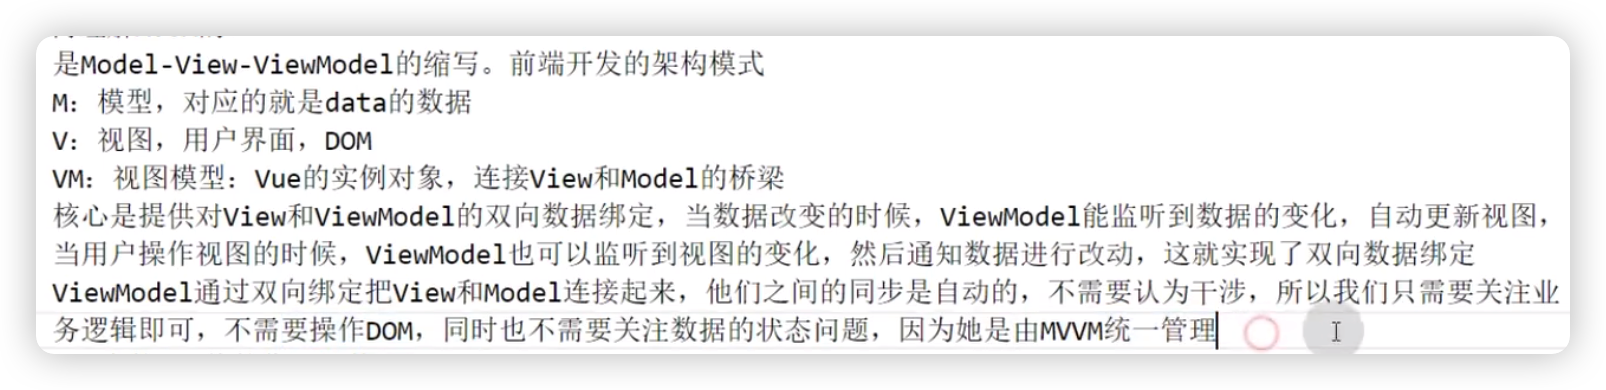 是Model-View-ViewModel的缩写。前端开发的架构模式
M：模型，对应的就是data的数据
V：视图，用户界面，DOM
VM：视图模型：Vue的实例对象，连接View和Model的桥梁
核心是提供对View和ViewModel的双向数据绑定，当数据改变的时候，ViewModel能监听到数据的变化，自动更新视图，
当用户操作视图的时候，ViewModel也可以监听到视图的变化，然后通知数据进行改动，这就实现了双向数据绑定
ViewModel通过双向绑定把View和Model连接起来，他们之间的同步是自动的，不需要认为干涉，所以我们只需要关注业
务逻辑即可，不需要操作DOM，同时也不需要关注数据的状态问题，因为她是由MVVM统一管理